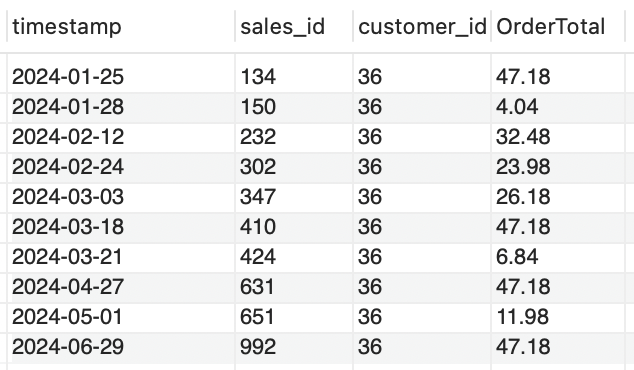 timestamp sales_id customer_id OrderTotal
2024-01-25 134 36 47.18
2024-01-28 150 36 4.04
2024-02-12 232 36 32.48
2024-02-24 302 36 23.98
2024-03-03 347 36 26.18
2024-03-18 410 36 47.18
2024-03-21 424 36 6.84
2024-04-27 631 36 47.18
2024-05-01 651 36 11.98
2024-06-29 992 36 47.18